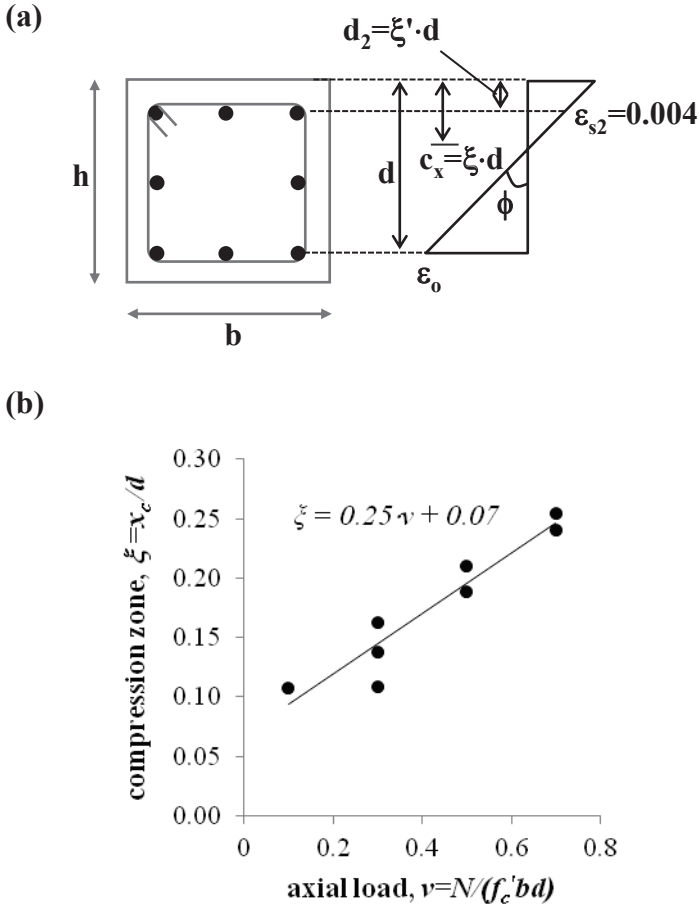 (a)
d₂=ξ'·d
εs2=0.004
h
d
cx=ξ·d
ϕ
εo
b
(b)
0.30
0.25
0.20
0.15
0.10
0.05
0.00
compression zone, ξ=xc/d
ξ = 0.25·v + 0.07
0 0.2 0.4 0.6 0.8
axial load, v=N/(fc'bd)